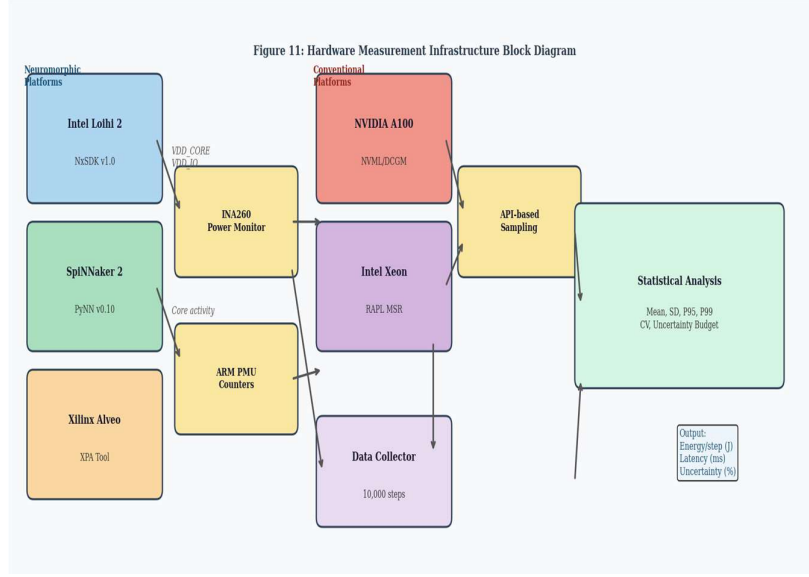 Figure 11: Hardware Measurement Infrastructure Block Diagram
Neuromorphic
Platforms
Intel Loihi 2
NxSDK v1.0
VDD_CORE
VDD_IO
INA260
Power Monitor
SpiNNaker 2
PyNN v0.10
Core activity
ARM PMU
Counters
Xilinx Alveo
XPA Tool
Conventional
Platforms
NVIDIA A100
NVML/DCGM
API-based
Sampling
Intel Xeon
RAPL MSR
Data Collector
10,000 steps
Statistical Analysis
Mean, SD, P95, P99
CV, Uncertainty Budget
Output:
Energy/step (J)
Latency (ms)
Uncertainty (%)